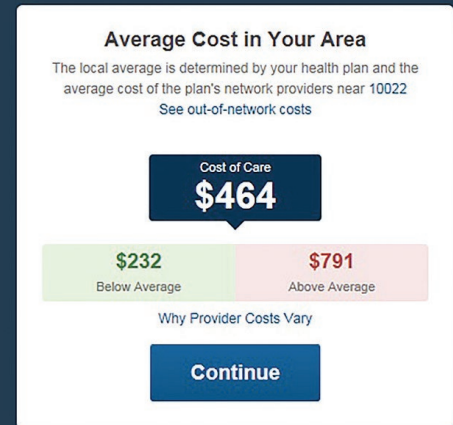 Average Cost in Your Area
The local average is determined by your health plan and the
average cost of the plan's network providers near 10022
See out-of-network costs
Cost of Care
$464
$232
$791
Below Average
Above Average
Why Provider Costs Vary
Continue